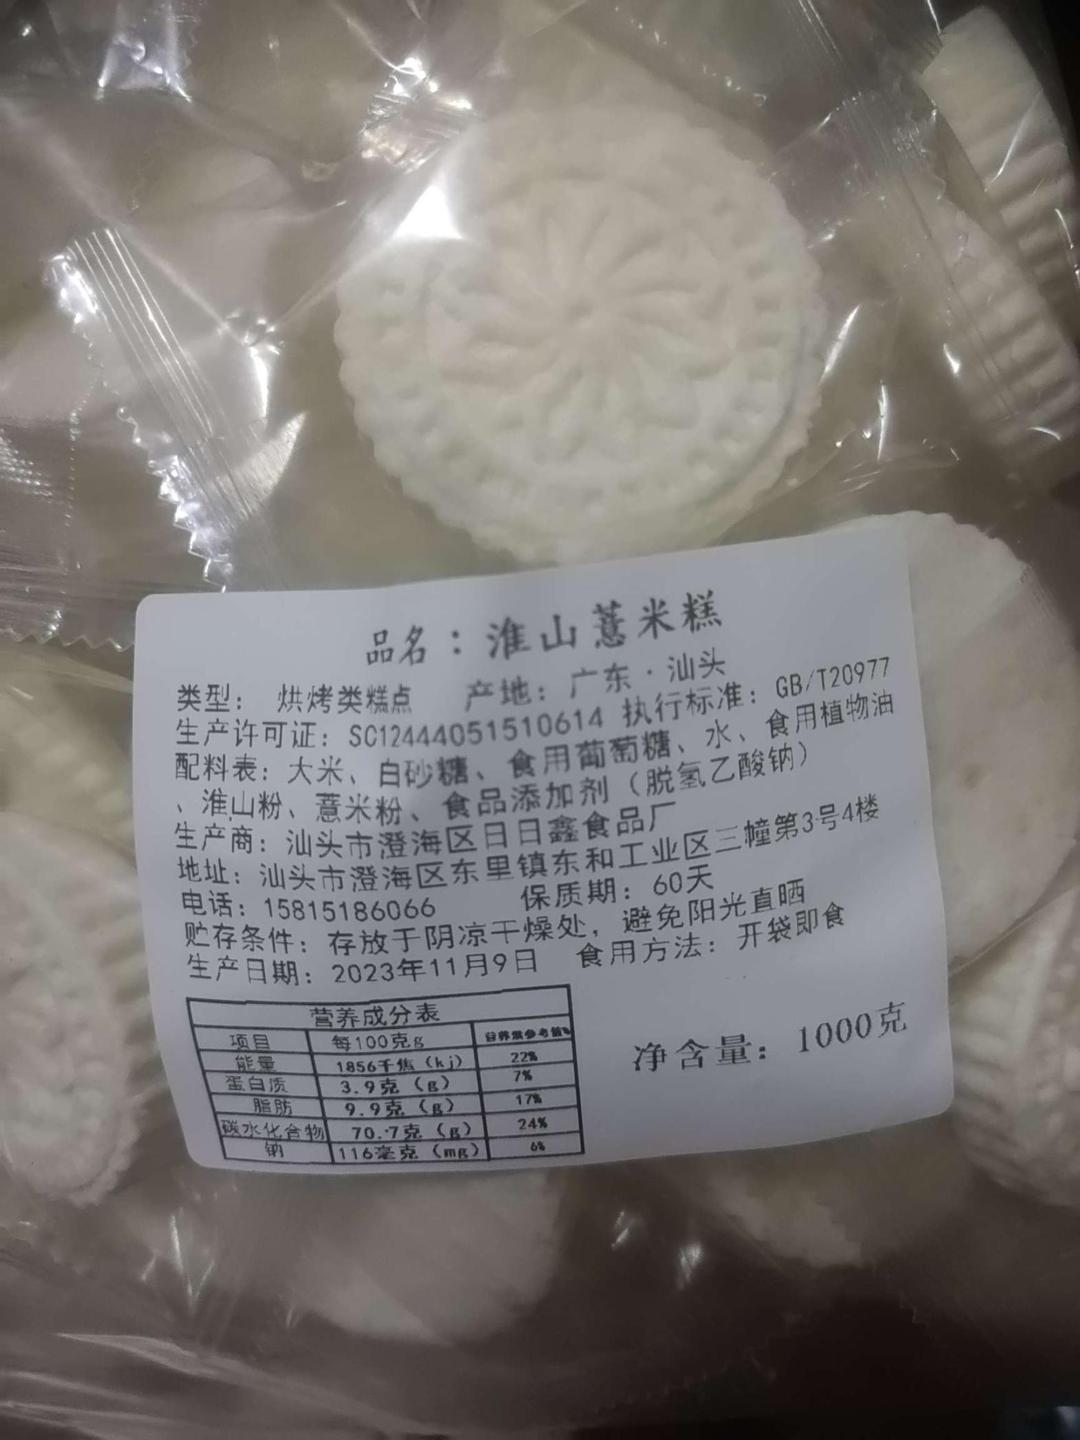 品名：淮山薏米糕
类型： 烘烤类糕点 产地：广东·汕头
生产许可证：SC12444051510614 执行标准：GB/T20977
配料表：大米、白砂糖、食用葡萄糖、水、食用植物油
、淮山粉、薏米粉、食品添加剂（脱氢乙酸钠）
生产商：汕头市澄海区日日鑫食品厂
地址：汕头市澄海区东里镇东和工业区三幢第3号4楼
电话：15815186066 保质期：60天
贮存条件：存放于阴凉干燥处，避免阳光直晒
生产日期：2023年11月9日 食用方法：开袋即食
营养成分表
项目 每100克g 营养素参考值%
能量 1856千焦（kj） 22%
蛋白质 3.9克（g） 7%
脂肪 9.9克（g） 17%
碳水化合物 70.7克（g） 24%
钠 116毫克（mg） 6%
净含量：1000克